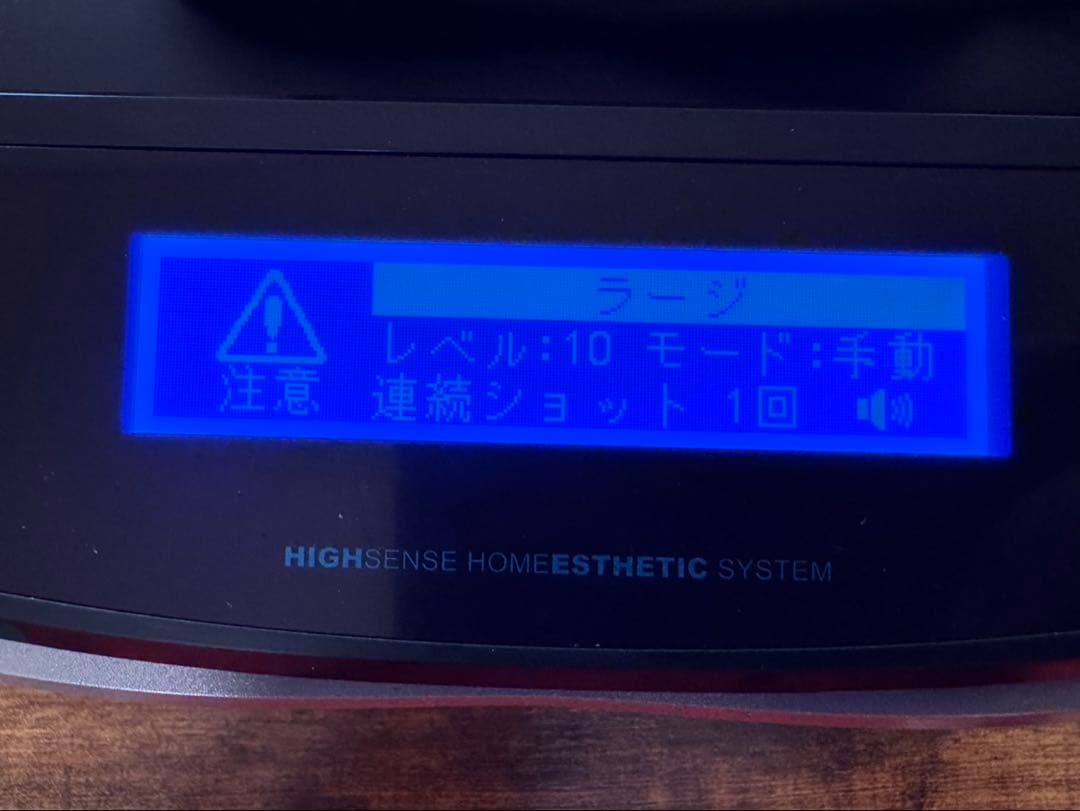 ラージ
レベル:10 モード:手動
注意 連続ショット 1回
HIGHSENSE HOMEESTHETIC SYSTEM